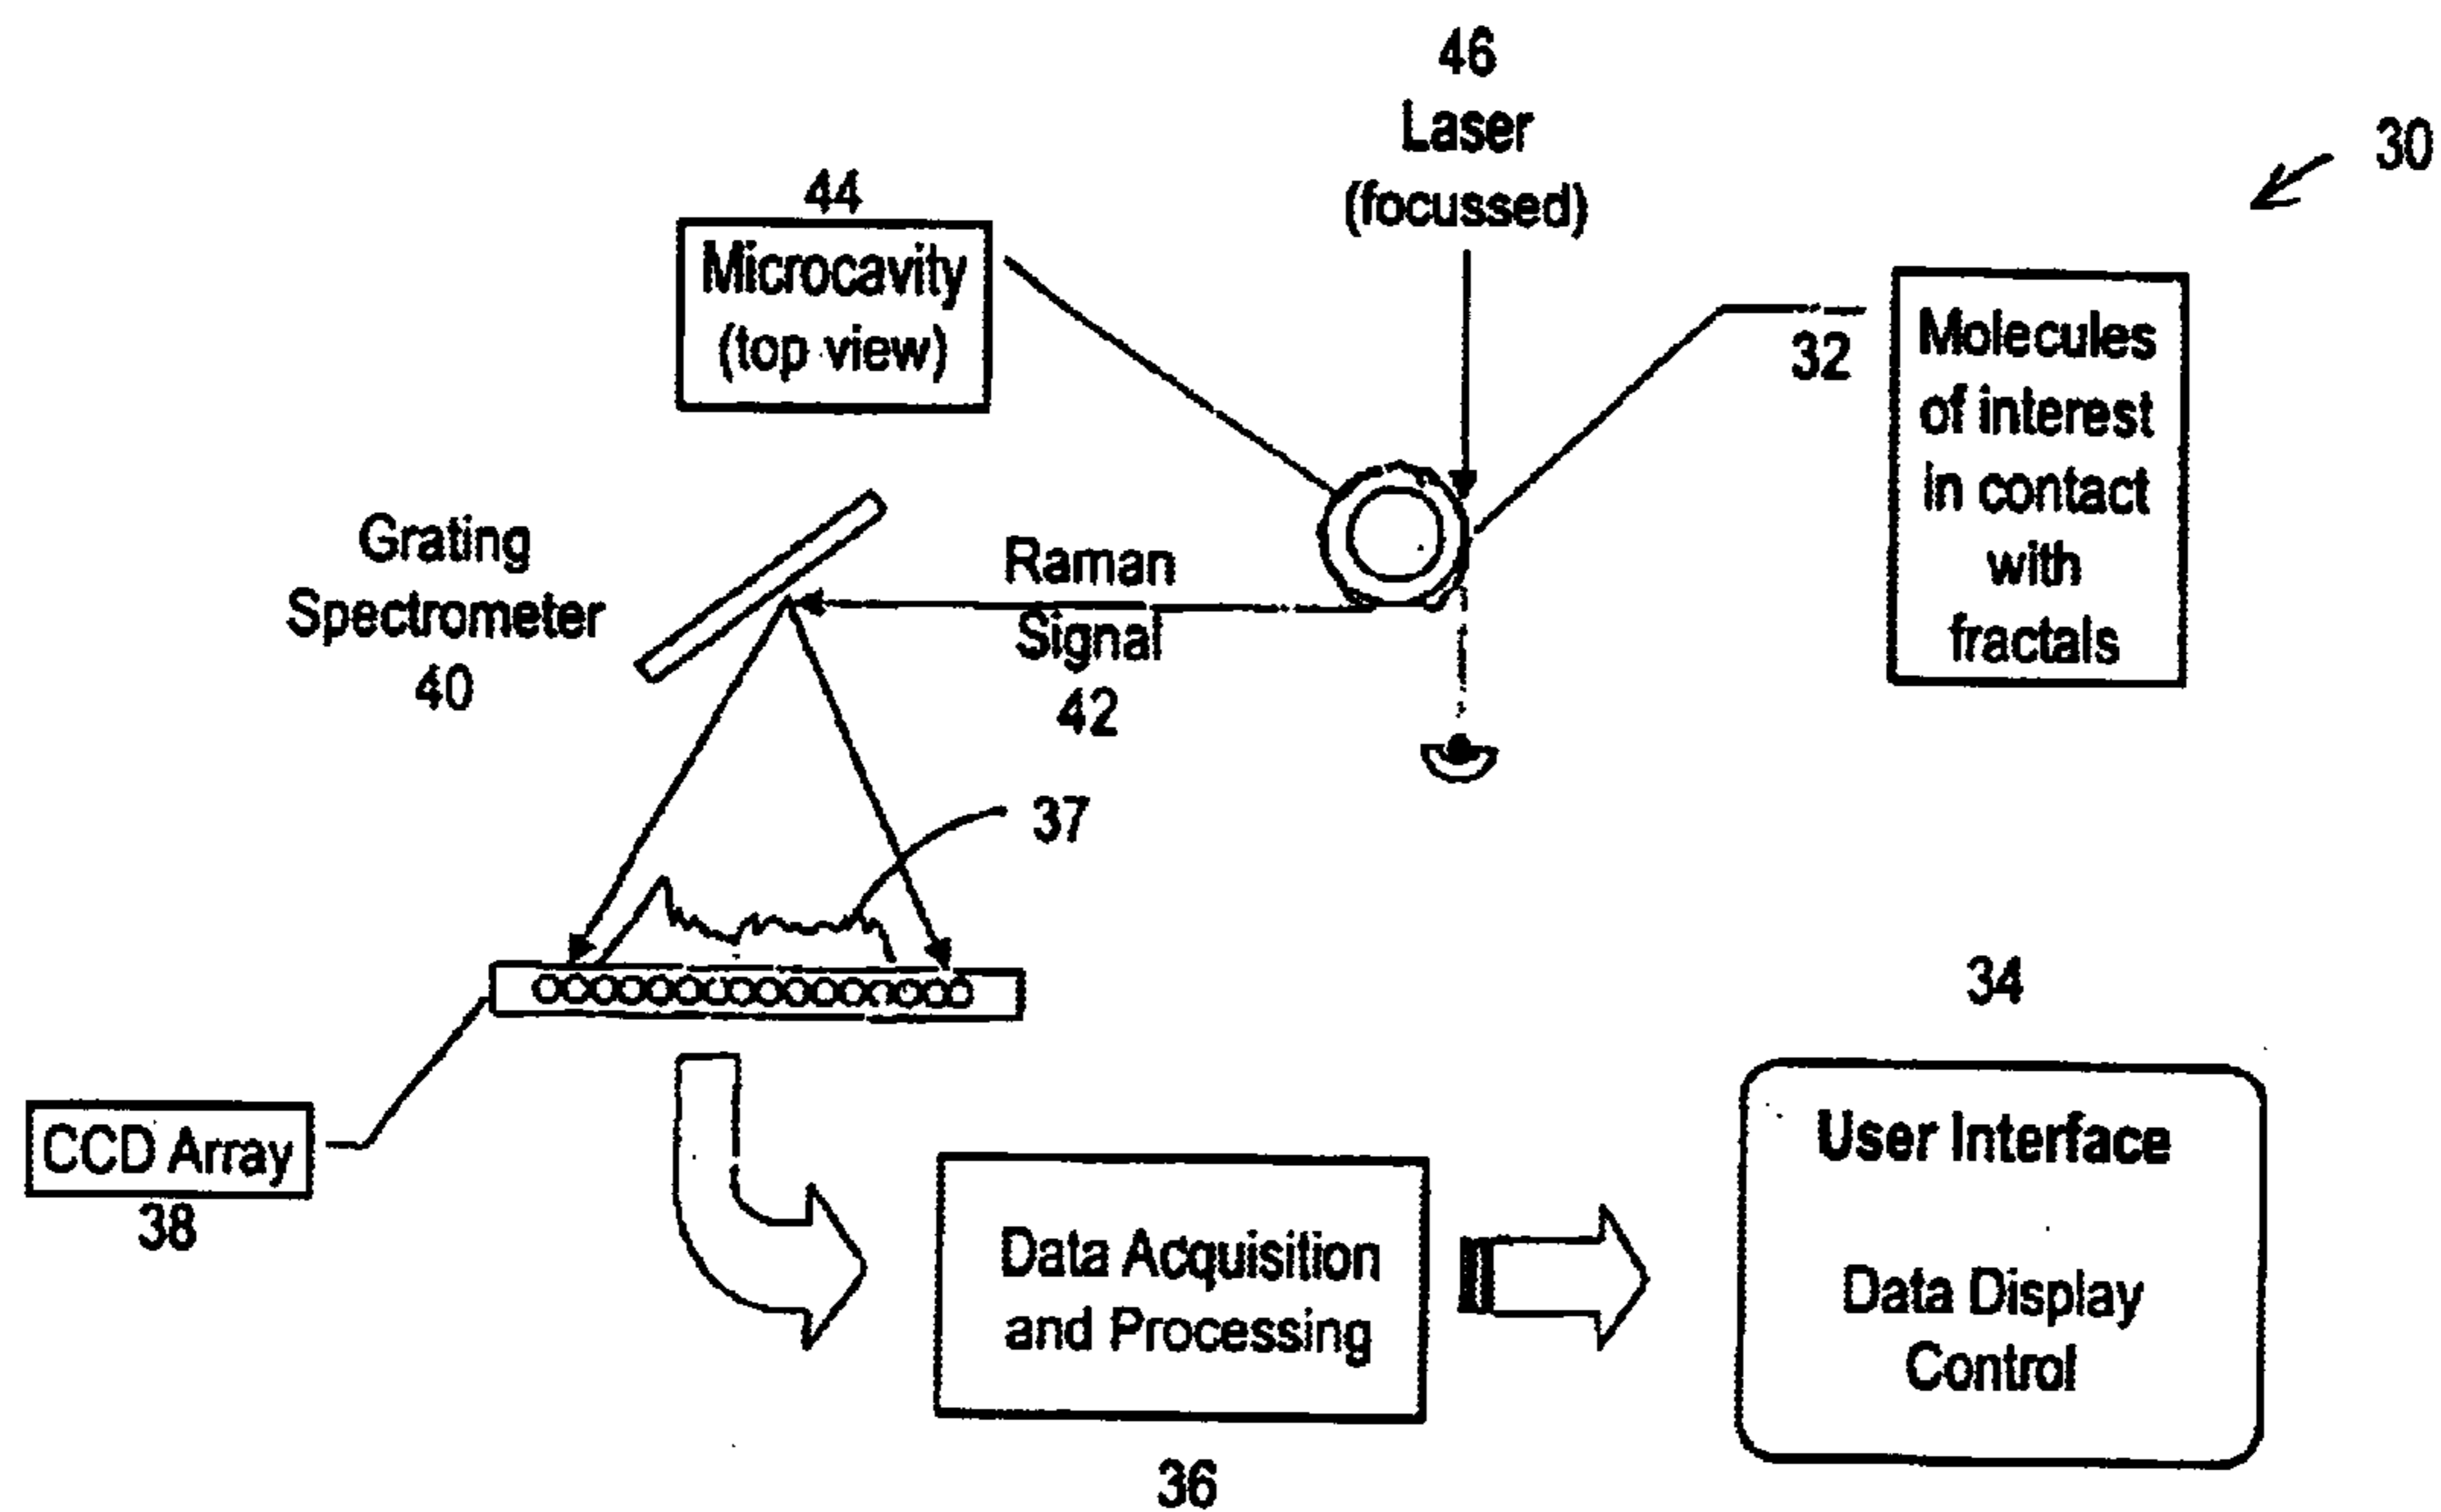 46
Laser
(focussed)
30
44
Microcavity
(top view)
32
Molecules
of interest
in contact
with
fractals
Grating
Spectrometer
40
Raman
Signal
42
37
CCD Array
38
Data Acquisition
and Processing
36
34
User Interface
Data Display
Control